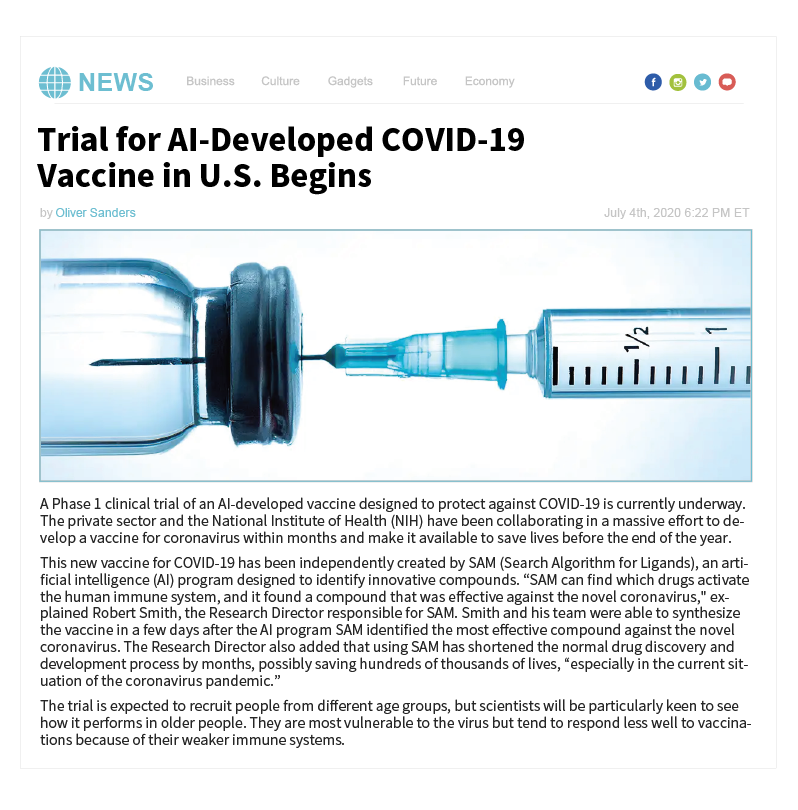 NEWS Business Culture Gadgets Future Economy
Trial for AI-Developed COVID-19
Vaccine in U.S. Begins
by Oliver Sanders July 4th, 2020 6:22 PM ET
1/2 1
A Phase 1 clinical trial of an AI-developed vaccine designed to protect against COVID-19 is currently underway.
The private sector and the National Institute of Health (NIH) have been collaborating in a massive effort to de-
velop a vaccine for coronavirus within months and make it available to save lives before the end of the year.
This new vaccine for COVID-19 has been independently created by SAM (Search Algorithm for Ligands), an arti-
ficial intelligence (AI) program designed to identify innovative compounds. “SAM can find which drugs activate
the human immune system, and it found a compound that was effective against the novel coronavirus," ex-
plained Robert Smith, the Research Director responsible for SAM. Smith and his team were able to synthesize
the vaccine in a few days after the AI program SAM identified the most effective compound against the novel
coronavirus. The Research Director also added that using SAM has shortened the normal drug discovery and
development process by months, possibly saving hundreds of thousands of lives, “especially in the current sit-
uation of the coronavirus pandemic.”
The trial is expected to recruit people from different age groups, but scientists will be particularly keen to see
how it performs in older people. They are most vulnerable to the virus but tend to respond less well to vaccina-
tions because of their weaker immune systems.